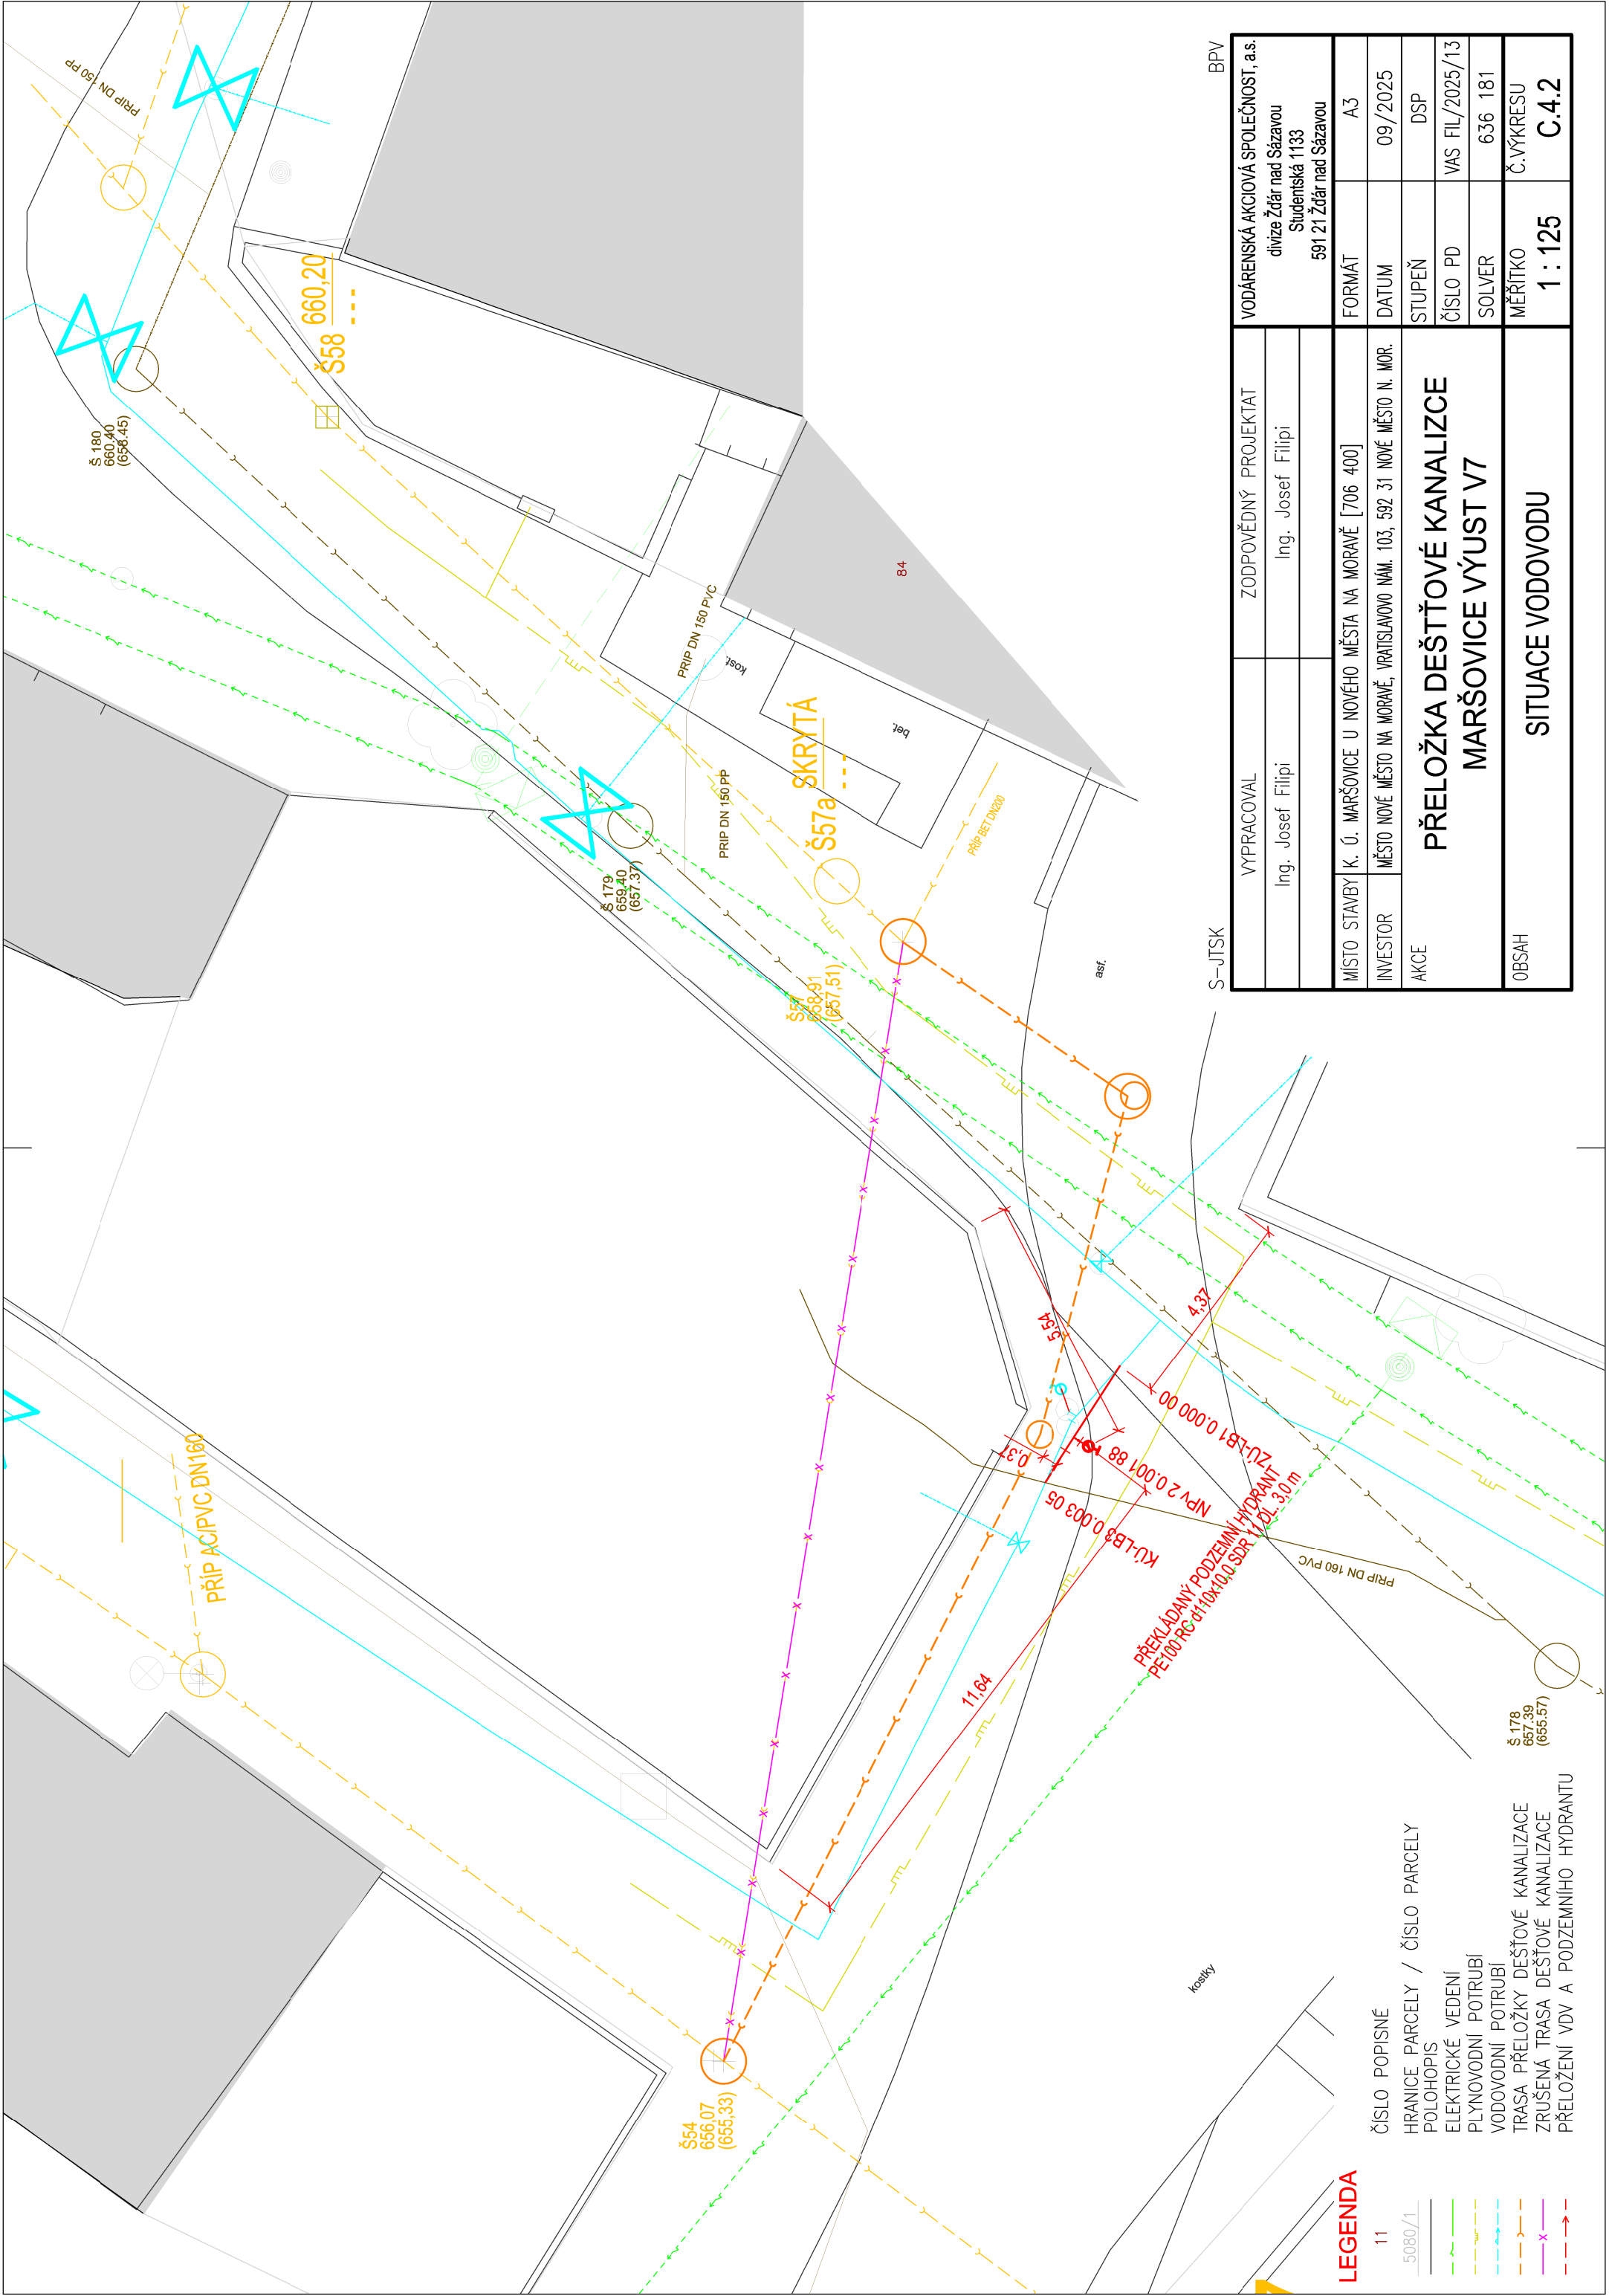 PŘÍP DN 150 PP
Š58 660,20
---
Š 180
660.40
(658.45)
84
PRIP DN 150 PVC
kost.
bet.
Š57a SKRYTÁ
---
PRIP DN 150 PP
PŘÍP BET DN200
Š 179
659.40
(657.37)
Š57
658,91
(657,51)
asf.
5,54
4,37
0,37
11,64
ZÚ-LB1 0.000 00
NPv 2 0.001 88
KÚ-LB3 0.003 05
PŘEKLÁDANÝ PODZEMNÍ HYDRANT
PE100 RC d110x10,0 SDR 11 DL. 3,0 m
PRIP DN 160 PVC
PŘÍP AC/PVC DN160
Š 178
657.39
(655.57)
Š54
656,07
(655,33)
kostky
LEGENDA
11 ČÍSLO POPISNÉ
5080/1 HRANICE PARCELY / ČÍSLO PARCELY
POLOHOPIS
ELEKTRICKÉ VEDENÍ
PLYNOVODNÍ POTRUBÍ
VODOVODNÍ POTRUBÍ
TRASA PŘELOŽKY DEŠŤOVÉ KANALIZACE
ZRUŠENÁ TRASA DEŠŤOVÉ KANALIZACE
PŘELOŽENÍ VDV A PODZEMNÍHO HYDRANTU
S-JTSK BPV
VYPRACOVAL ZODPOVĚDNÝ PROJEKTAT
Ing. Josef Filipi Ing. Josef Filipi
VODÁRENSKÁ AKCIOVÁ SPOLEČNOST, a.s.
divize Žďár nad Sázavou
Studentská 1133
591 21 Žďár nad Sázavou
MÍSTO STAVBY K. Ú. MARŠOVICE U NOVÉHO MĚSTA NA MORAVĚ [706 400]
INVESTOR MĚSTO NOVÉ MĚSTO NA MORAVĚ, VRATISLAVOVO NÁM. 103, 592 31 NOVÉ MĚSTO N. MOR.
AKCE
PŘELOŽKA DEŠŤOVÉ KANALIZCE
MARŠOVICE VÝUST V7
OBSAH
SITUACE VODOVODU
FORMÁT A3
DATUM 09/2025
STUPEŇ DSP
ČÍSLO PD VAS FIL/2025/13
SOLVER 636 181
MĚŘÍTKO Č.VÝKRESU
1 : 125 C.4.2